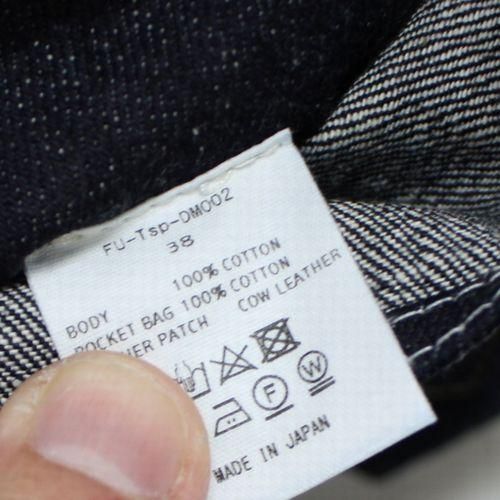 FU-Tsp-DM002
38
BODY 100% COTTON
POCKET BAG 100% COTTON
PATCH COW LEATHER
F W
MADE IN JAPAN